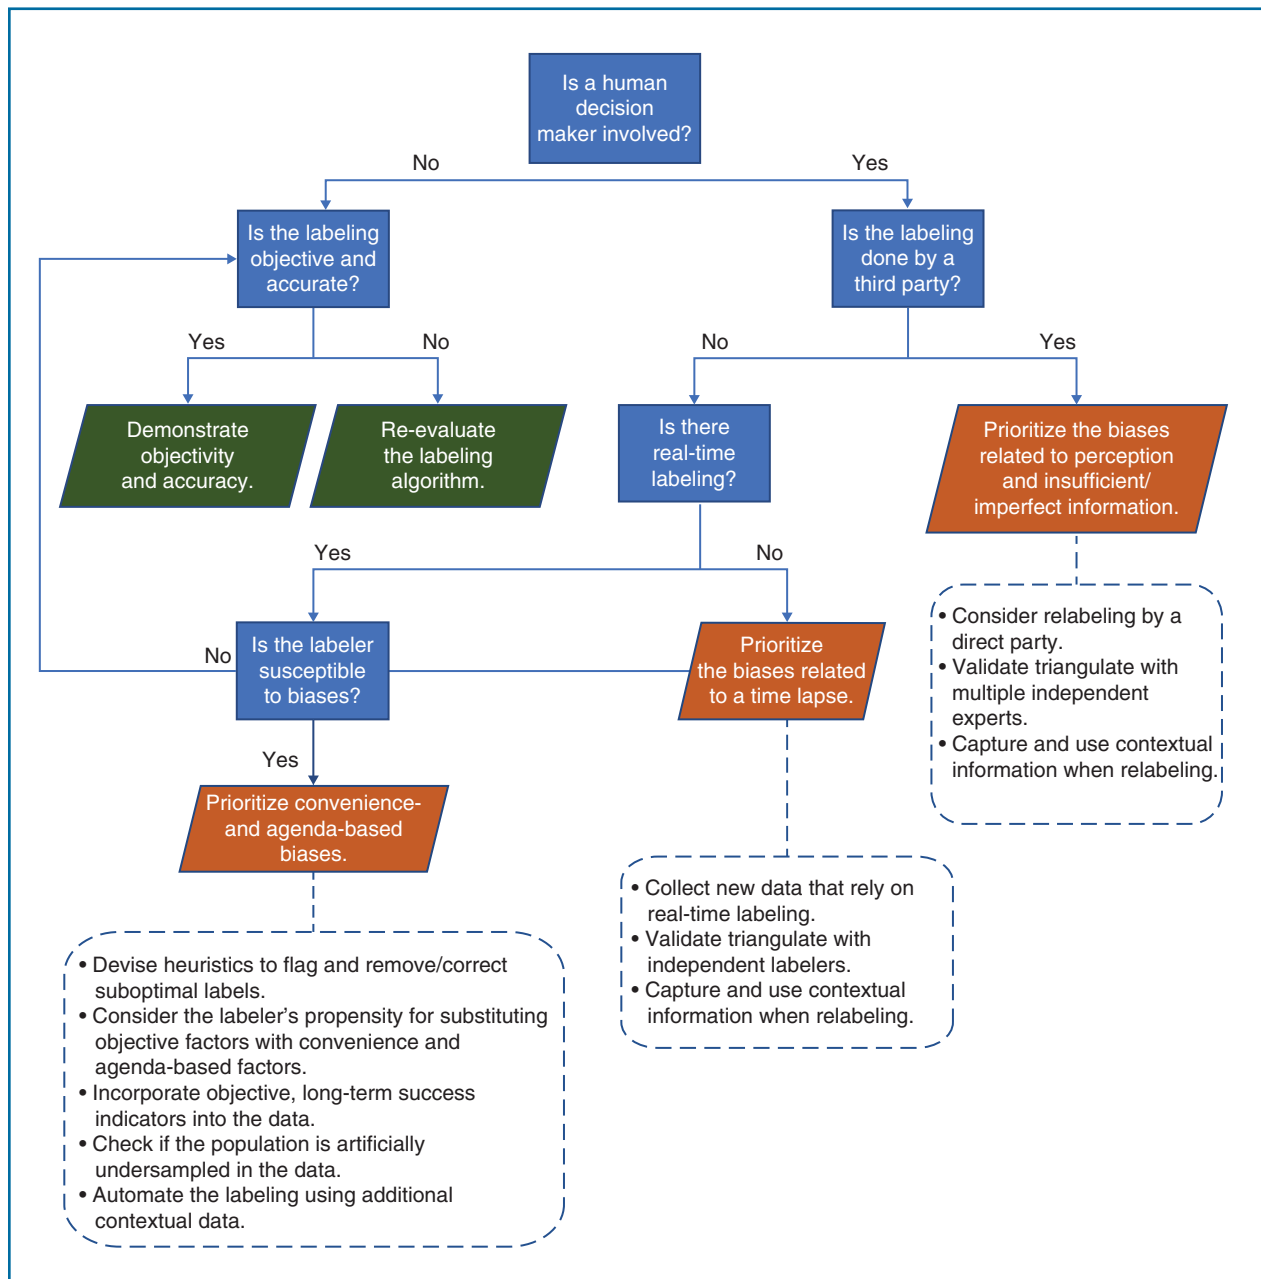 Is a human
decision
maker involved?
No
Yes
Is the labeling
objective and
accurate?
Is the labeling
done by a
third party?
Yes
No
No
Yes
Demonstrate
objectivity
and accuracy.
Re-evaluate
the labeling
algorithm.
Is there
real-time
labeling?
Prioritize the biases
related to perception
and insufficient/
imperfect information.
Yes
No
• Consider relabeling by a
direct party.
• Validate triangulate with
multiple independent
experts.
• Capture and use contextual
information when relabeling.
No
Is the labeler
susceptible
to biases?
Prioritize
the biases related
to a time lapse.
Yes
Prioritize convenience-
and agenda-based
biases.
• Collect new data that rely on
real-time labeling.
• Validate triangulate with
independent labelers.
• Capture and use contextual
information when relabeling.
• Devise heuristics to flag and remove/correct
suboptimal labels.
• Consider the labeler’s propensity for substituting
objective factors with convenience and
agenda-based factors.
• Incorporate objective, long-term success
indicators into the data.
• Check if the population is artificially
undersampled in the data.
• Automate the labeling using additional
contextual data.